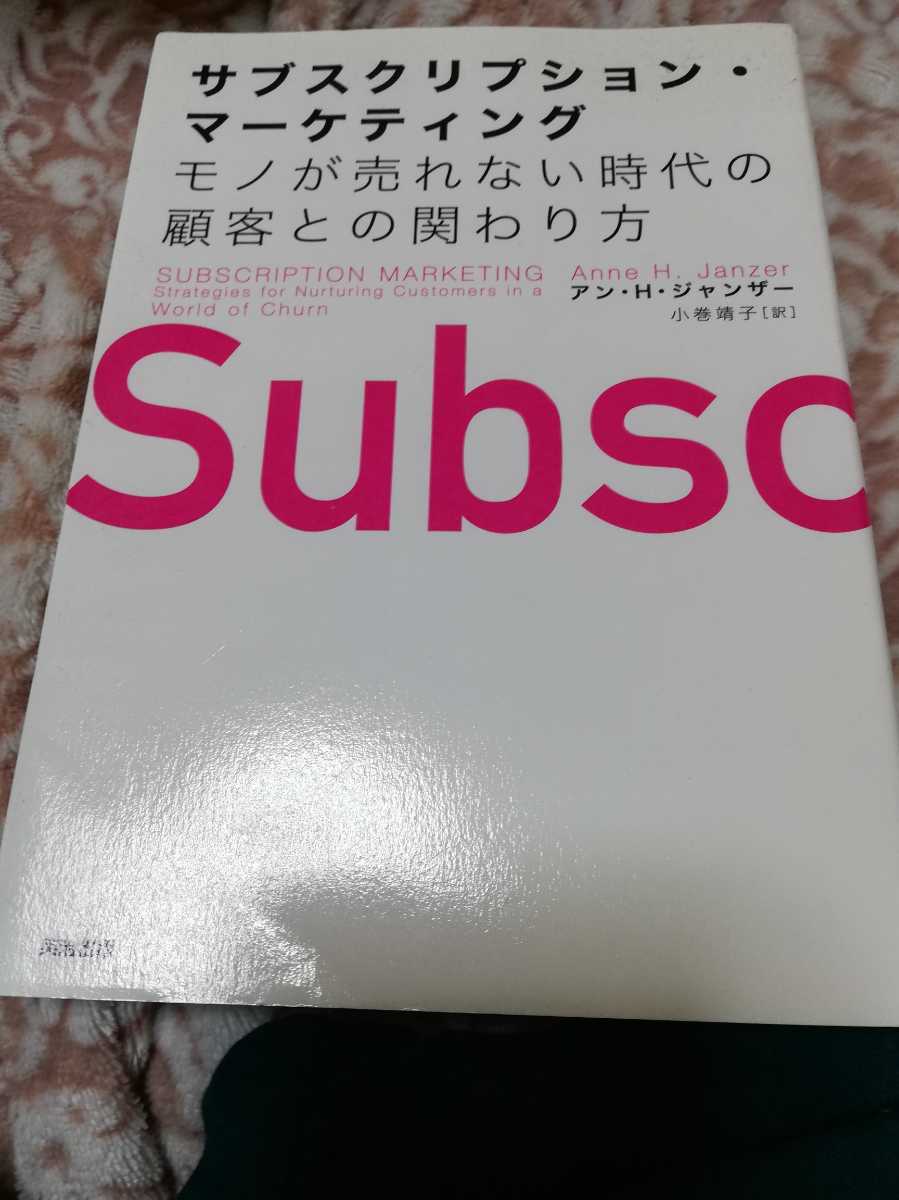 サブスクリプション・
マーケティング
モノが売れない時代の
顧客との関わり方
SUBSCRIPTION MARKETING
Strategies for Nurturing Customers in a
World of Churn
Anne H. Janzer
アン・H・ジャンザー
小巻靖子[訳]
Subsc